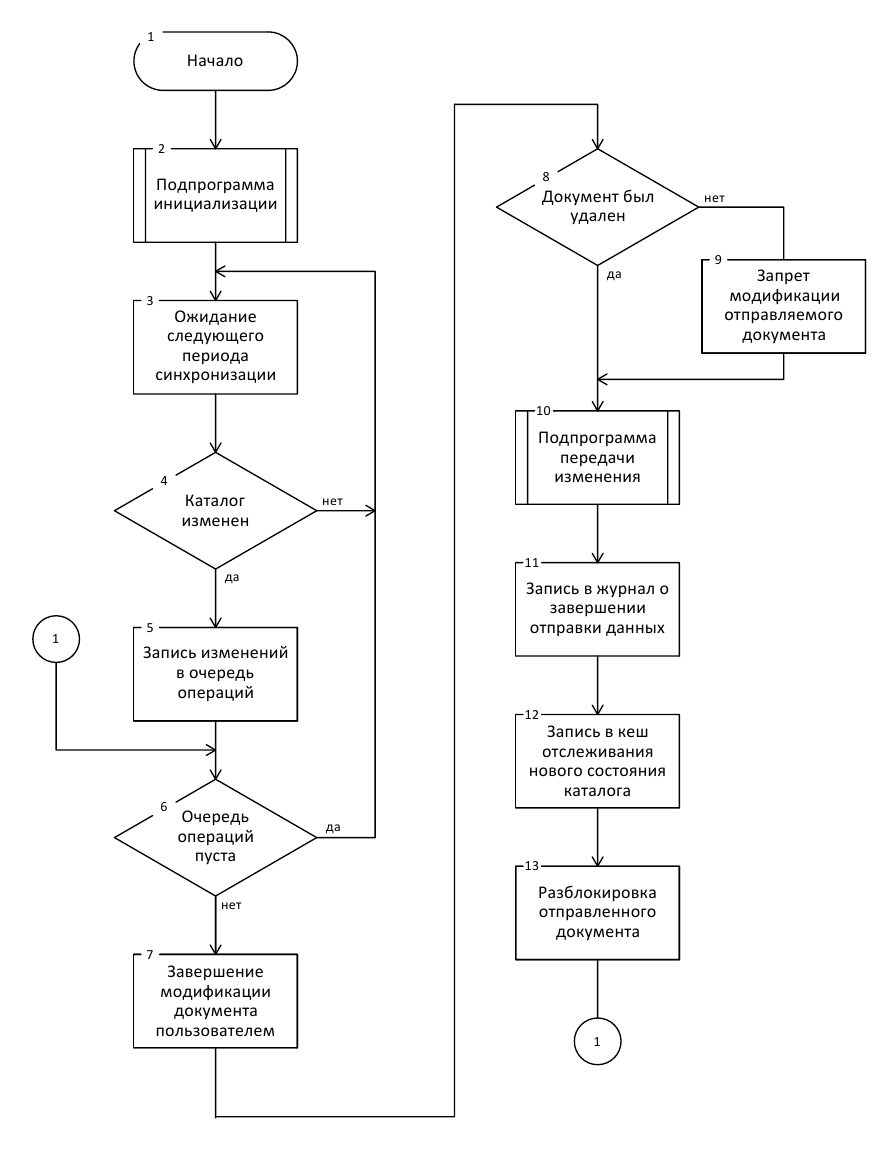 1
Начало
2
Подпрограмма
инициализации
3
Ожидание
следующего
периода
синхронизации
4
Каталог
изменен
нет
да
1
5
Запись изменений
в очередь
операций
6
Очередь
операций
пуста
да
нет
7
Завершение
модификации
документа
пользователем
8
Документ был
удален
нет
да
9
Запрет
модификации
отправляемого
документа
10
Подпрограмма
передачи
изменения
11
Запись в журнал о
завершении
отправки данных
12
Запись в кеш
отслеживания
нового состояния
каталога
13
Разблокировка
отправленного
документа
1